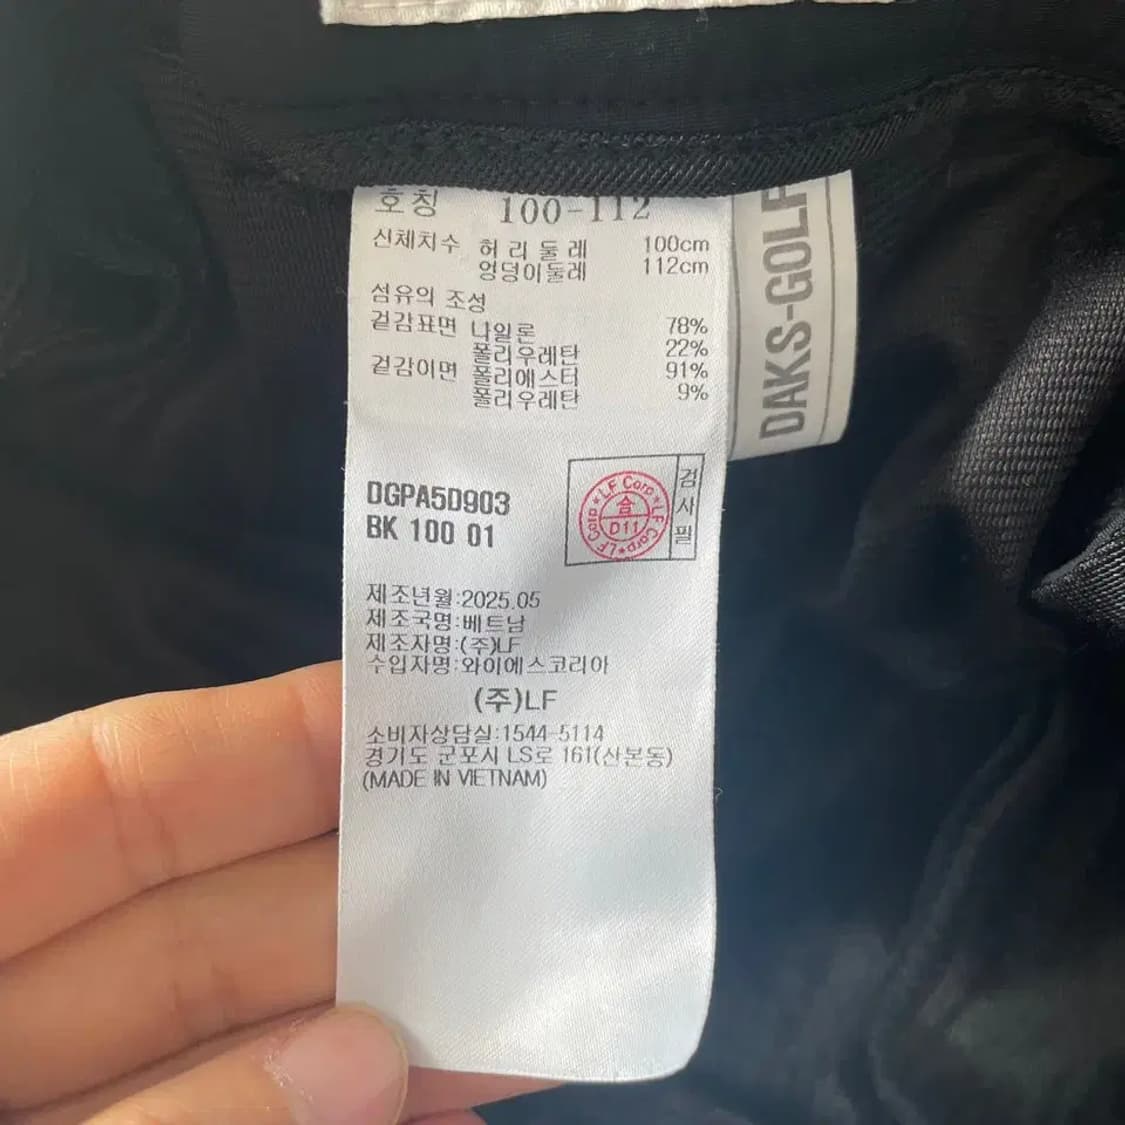 호칭 100-112
신체치수 허리둘레 100cm
엉덩이둘레 112cm
섬유의 조성
겉감표면 나일론 78%
폴리우레탄 22%
겉감이면 폴리에스터 91%
폴리우레탄 9%
DAKS-GOLF
DGPA5D903
BK 100 01
LF Corp★LF Corp★LF Corp★
合
D11
검사필
제조년월:2025.05
제조국명:베트남
제조자명:(주)LF
수입자명:와이에스코리아
(주)LF
소비자상담실:1544-5114
경기도 군포시 LS로 161(산본동)
(MADE IN VIETNAM)